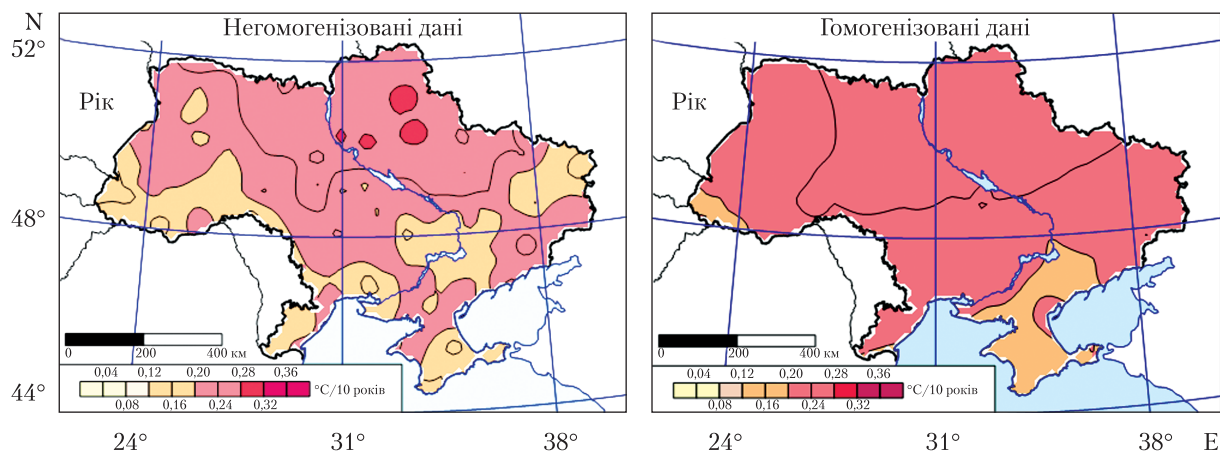 N
52°
48°
44°
Негомогенізовані дані
Рік
0 200 400 км
0,04 0,12 0,20 0,28 0,36
°С/10 років
0,08 0,16 0,24 0,32
24° 31° 38°
Гомогенізовані дані
Рік
0 200 400 км
0,04 0,12 0,20 0,28 0,36
°С/10 років
0,08 0,16 0,24 0,32
24° 31° 38° E